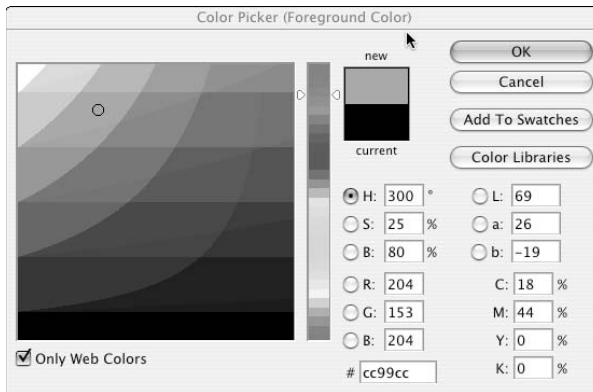 Color Picker (Foreground Color)
new
current
OK
Cancel
Add To Swatches
Color Libraries
H: 300 °
S: 25 %
B: 80 %
R: 204
G: 153
B: 204
# cc99cc
L: 69
a: 26
b: -19
C: 18 %
M: 44 %
Y: 0 %
K: 0 %
Only Web Colors